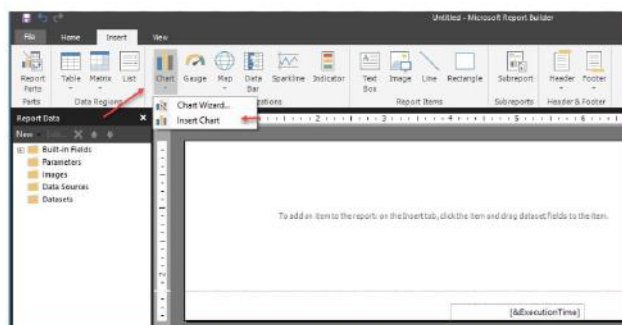 Untitled - Microsoft Report Builder
File Home Insert View
Report Parts Table Matrix List Chart Gauge Map Data Bar Sparkline Indicator Text Box Image Line Rectangle Subreport Header Footer
Parts Data Regions Report Items Subreports Header & Footer
Chart Wizard...
Insert Chart
Report Data
New
Built-in Fields
Parameters
Images
Data Sources
Datasets
To add an item to the report: on the Insert tab, click the item and drag dataset fields to the item.
[&ExecutionTime]